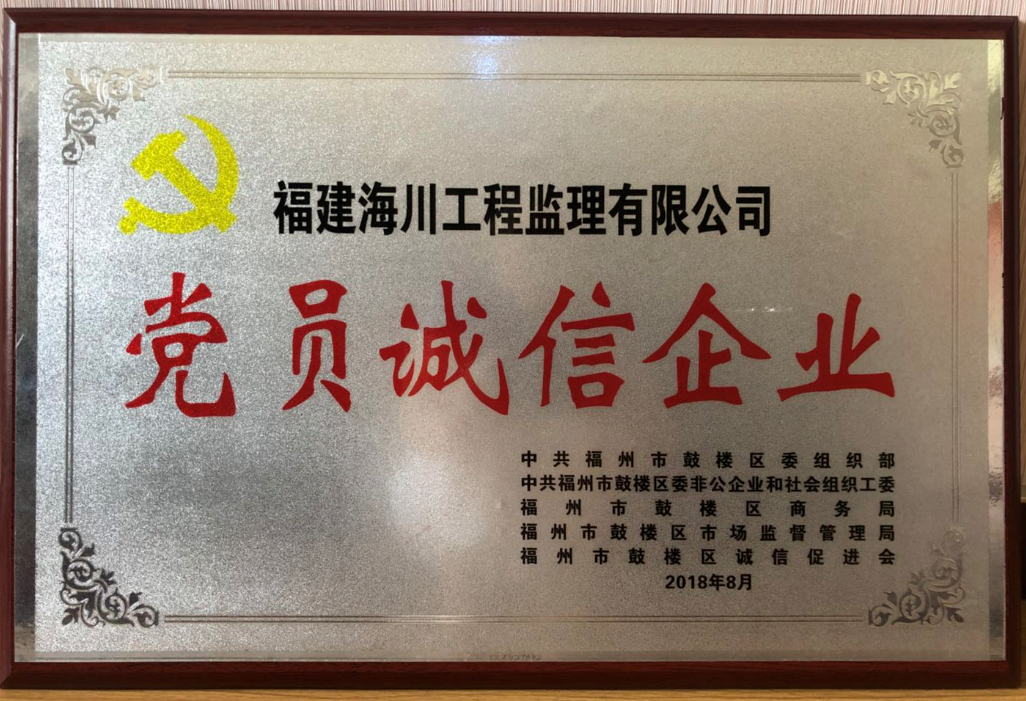 福建海川工程监理有限公司
党员诚信企业
中共福州市鼓楼区委组织部
中共福州市鼓楼区委非公企业和社会组织工委
福州市鼓楼区商务局
福州市鼓楼区市场监督管理局
福州市鼓楼区诚信促进会
2018年8月